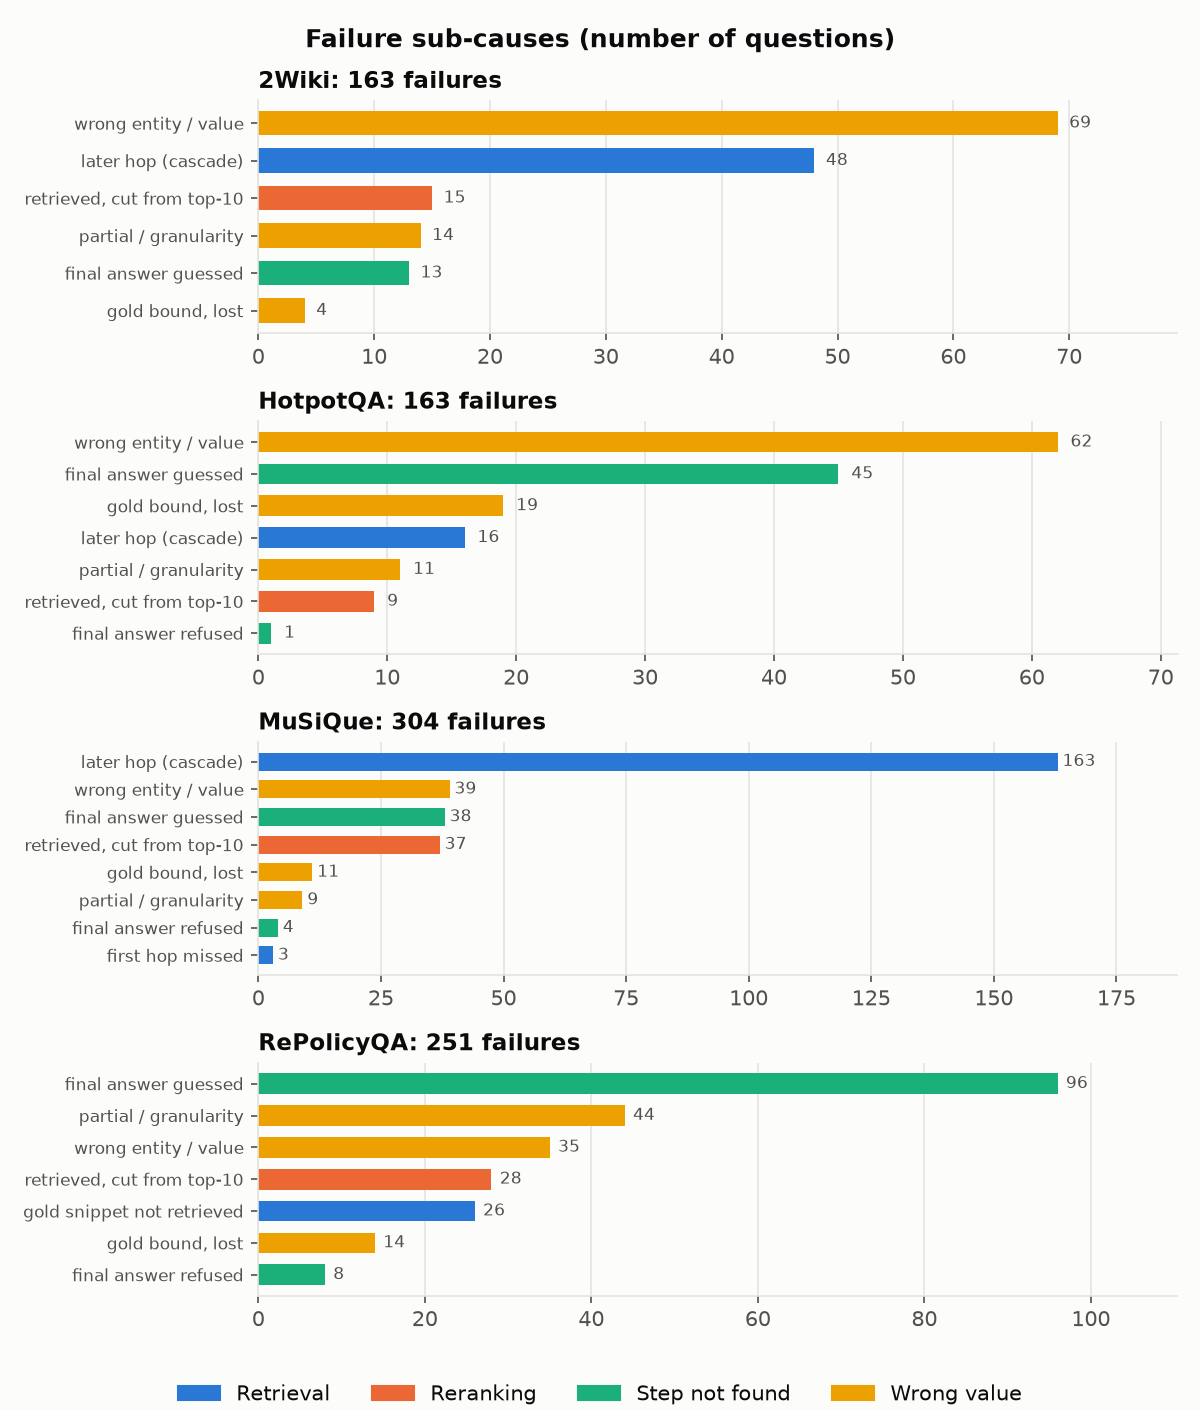 Failure sub-causes (number of questions)
2Wiki: 163 failures
wrong entity / value 69
later hop (cascade) 48
retrieved, cut from top-10 15
partial / granularity 14
final answer guessed 13
gold bound, lost 4
0 10 20 30 40 50 60 70
HotpotQA: 163 failures
wrong entity / value 62
final answer guessed 45
gold bound, lost 19
later hop (cascade) 16
partial / granularity 11
retrieved, cut from top-10 9
final answer refused 1
0 10 20 30 40 50 60 70
MuSiQue: 304 failures
later hop (cascade) 163
wrong entity / value 39
final answer guessed 38
retrieved, cut from top-10 37
gold bound, lost 11
partial / granularity 9
final answer refused 4
first hop missed 3
0 25 50 75 100 125 150 175
RePolicyQA: 251 failures
final answer guessed 96
partial / granularity 44
wrong entity / value 35
retrieved, cut from top-10 28
gold snippet not retrieved 26
gold bound, lost 14
final answer refused 8
0 20 40 60 80 100
Retrieval Reranking Step not found Wrong value